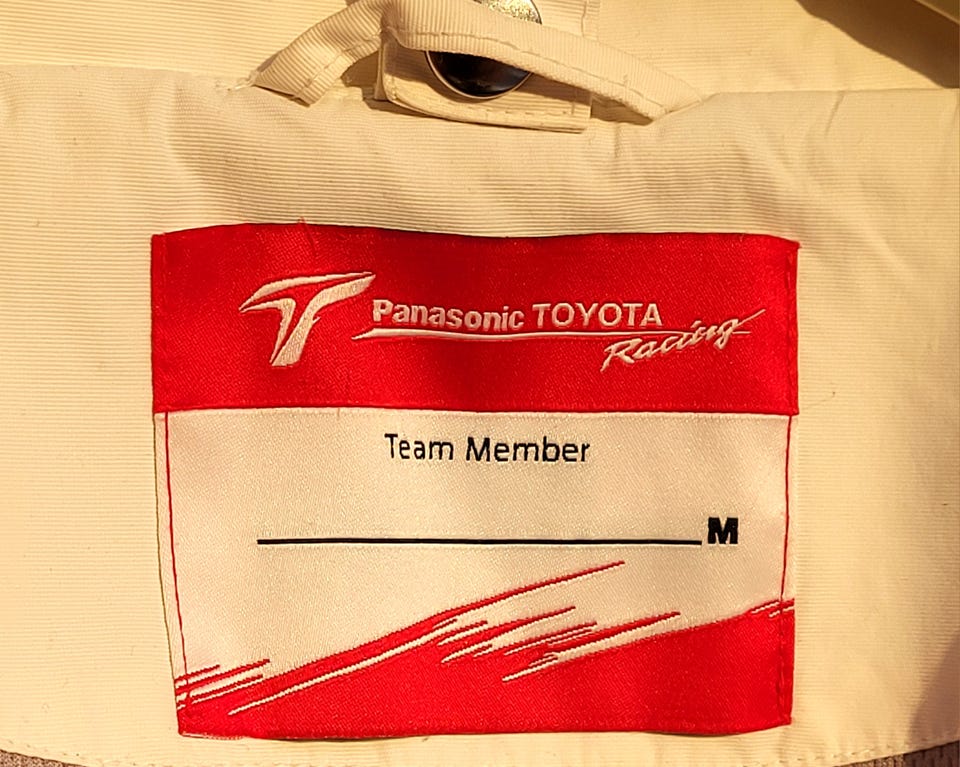 Panasonic TOYOTA
Racing
Team Member
M